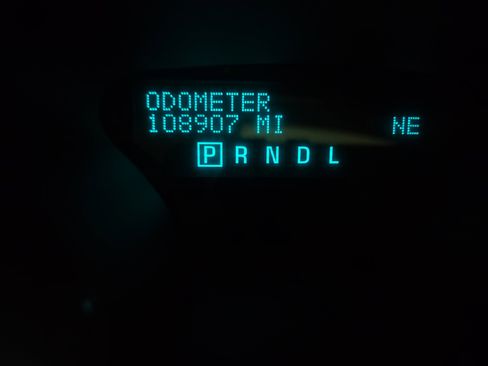 ODOMETER
108907 MI NE
P R N D L